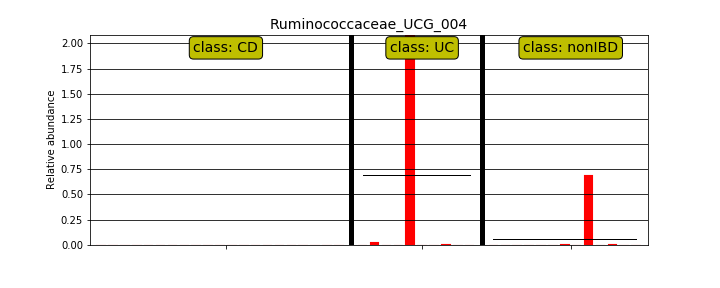 Ruminococcaceae_UCG_004
class: CD
class: UC
class: nonIBD
Relative abundance
2.00
1.75
1.50
1.25
1.00
0.75
0.50
0.25
0.00